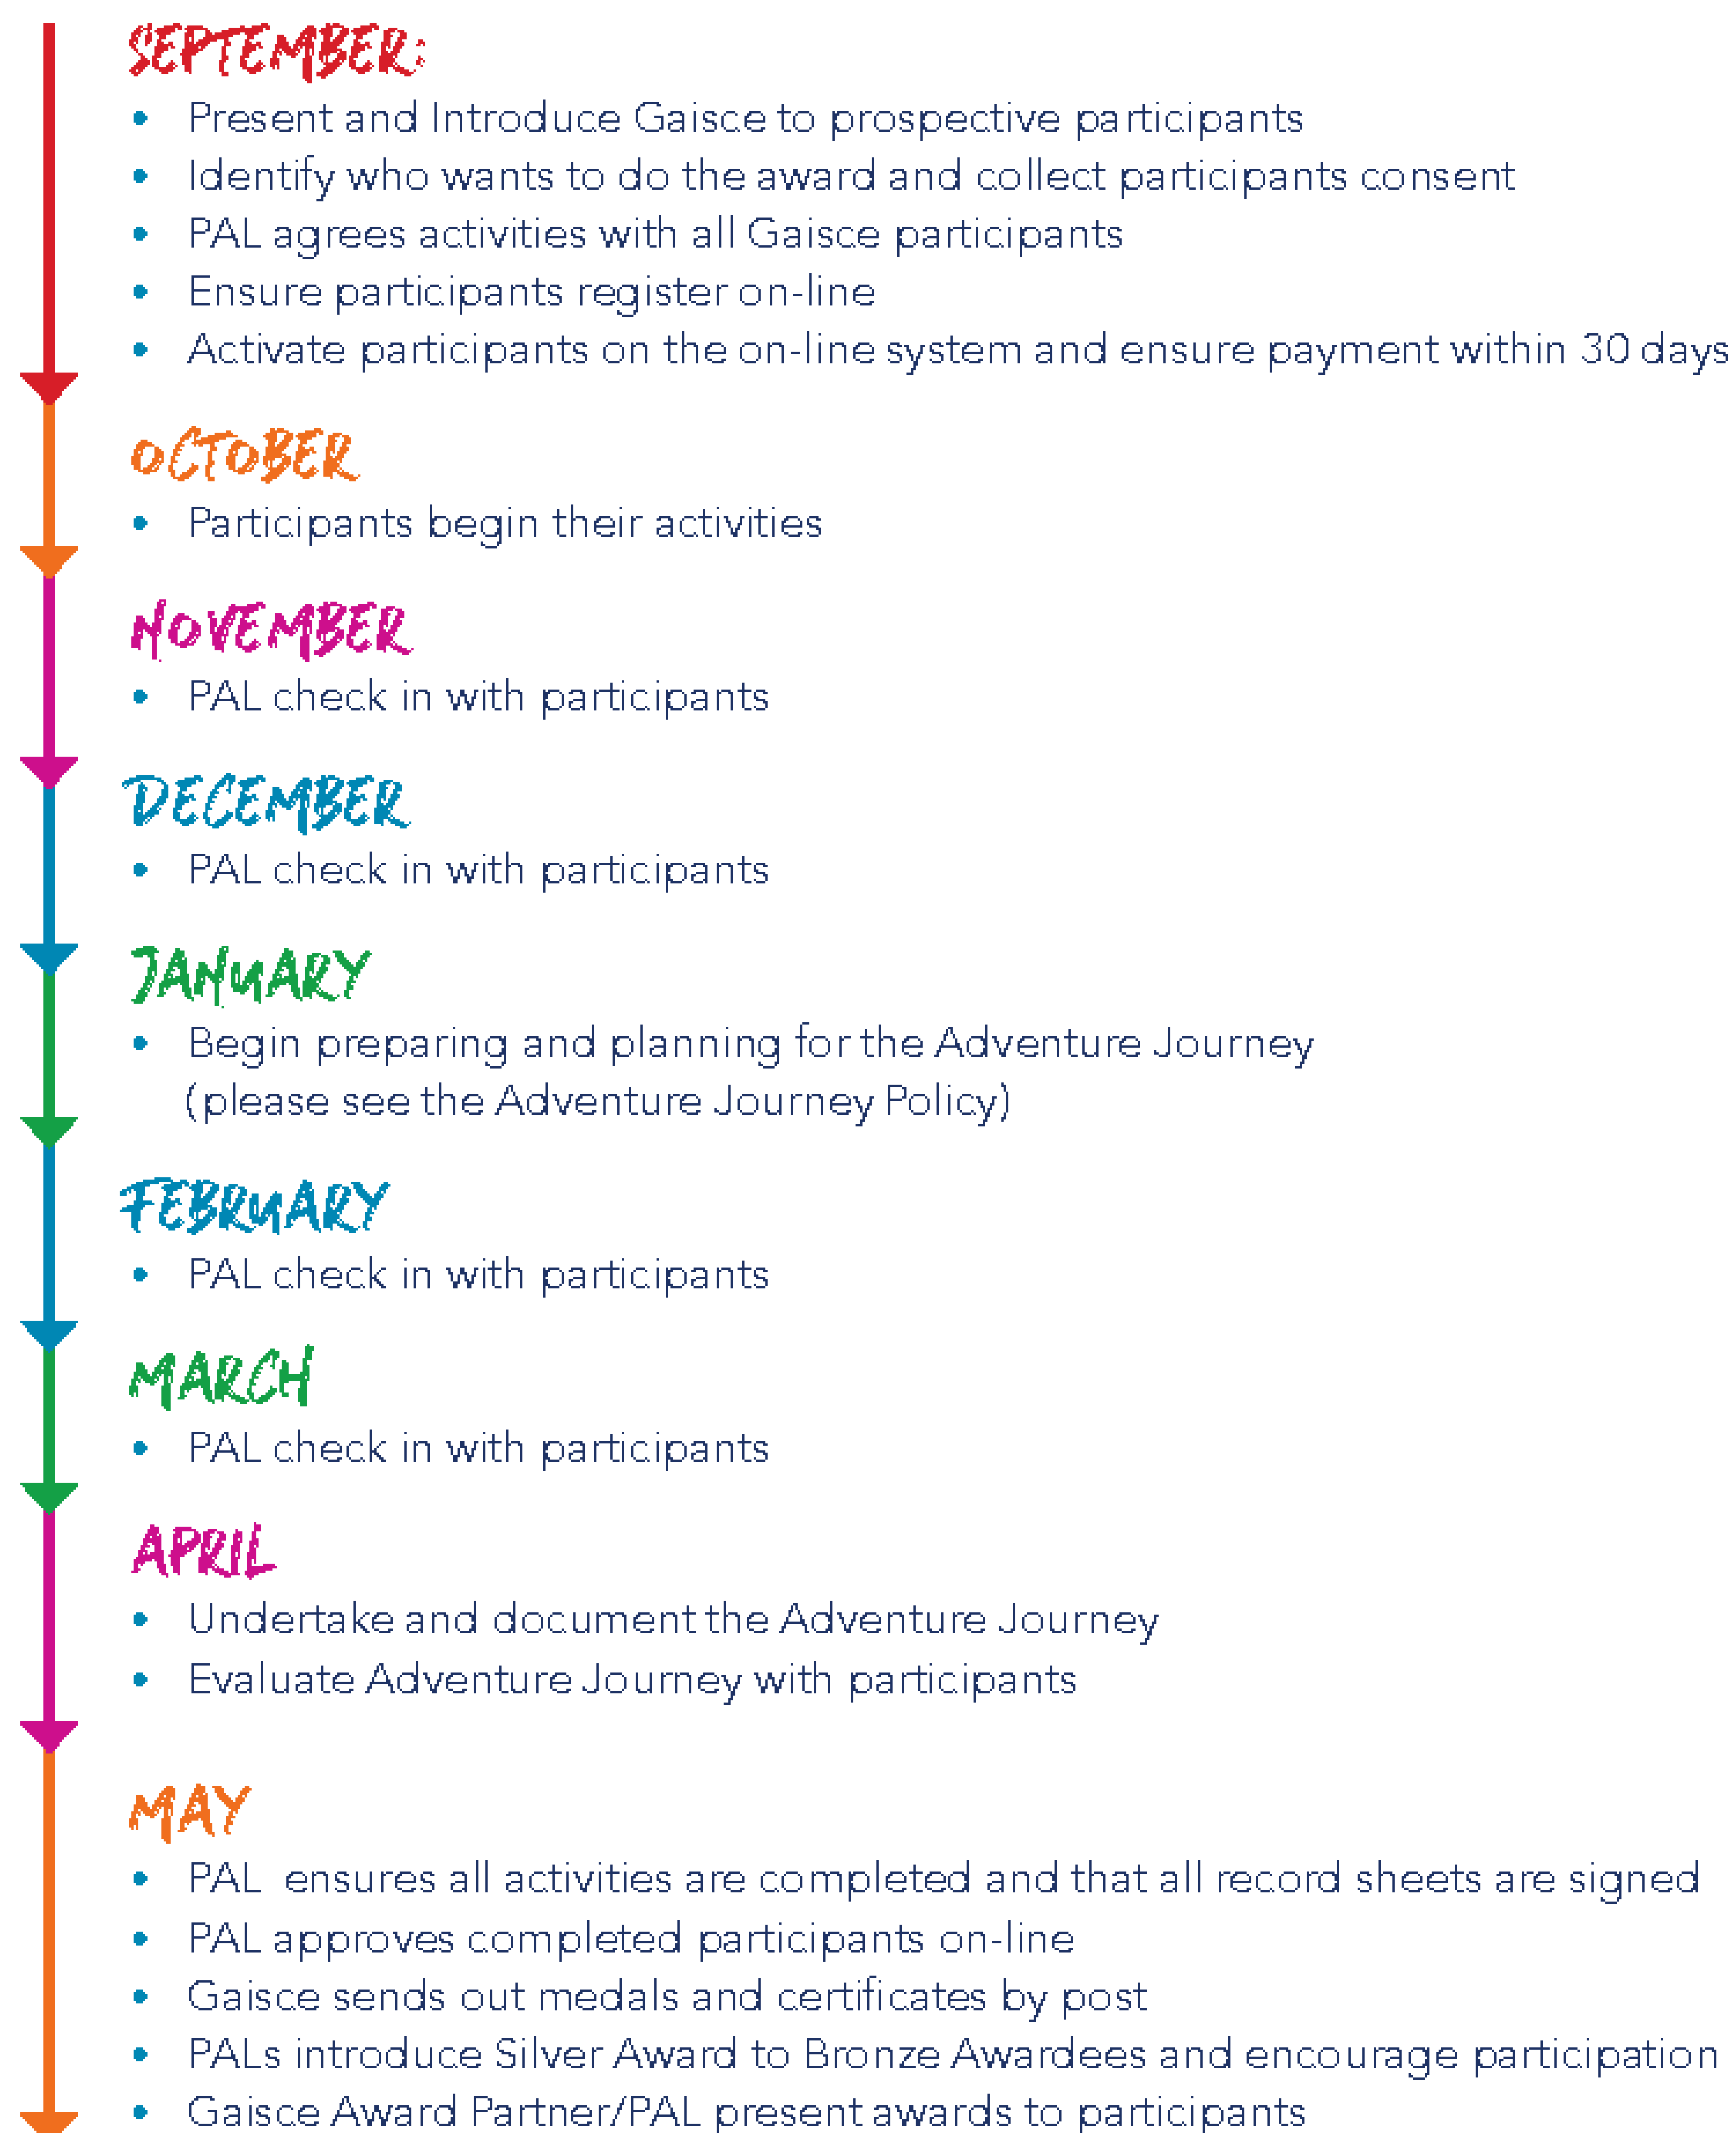 SEPTEMBER:
• Present and Introduce Gaisce to prospective participants
• Identify who wants to do the award and collect participants consent
• PAL agrees activities with all Gaisce participants
• Ensure participants register on-line
• Activate participants on the on-line system and ensure payment within 30 days
OCTOBER
• Participants begin their activities
NOVEMBER
• PAL check in with participants
DECEMBER
• PAL check in with participants
JANUARY
• Begin preparing and planning for the Adventure Journey
(please see the Adventure Journey Policy)
FEBRUARY
• PAL check in with participants
MARCH
• PAL check in with participants
APRIL
• Undertake and document the Adventure Journey
• Evaluate Adventure Journey with participants
MAY
• PAL ensures all activities are completed and that all record sheets are signed
• PAL approves completed participants on-line
• Gaisce sends out medals and certificates by post
• PALs introduce Silver Award to Bronze Awardees and encourage participation
• Gaisce Award Partner/PAL present awards to participants